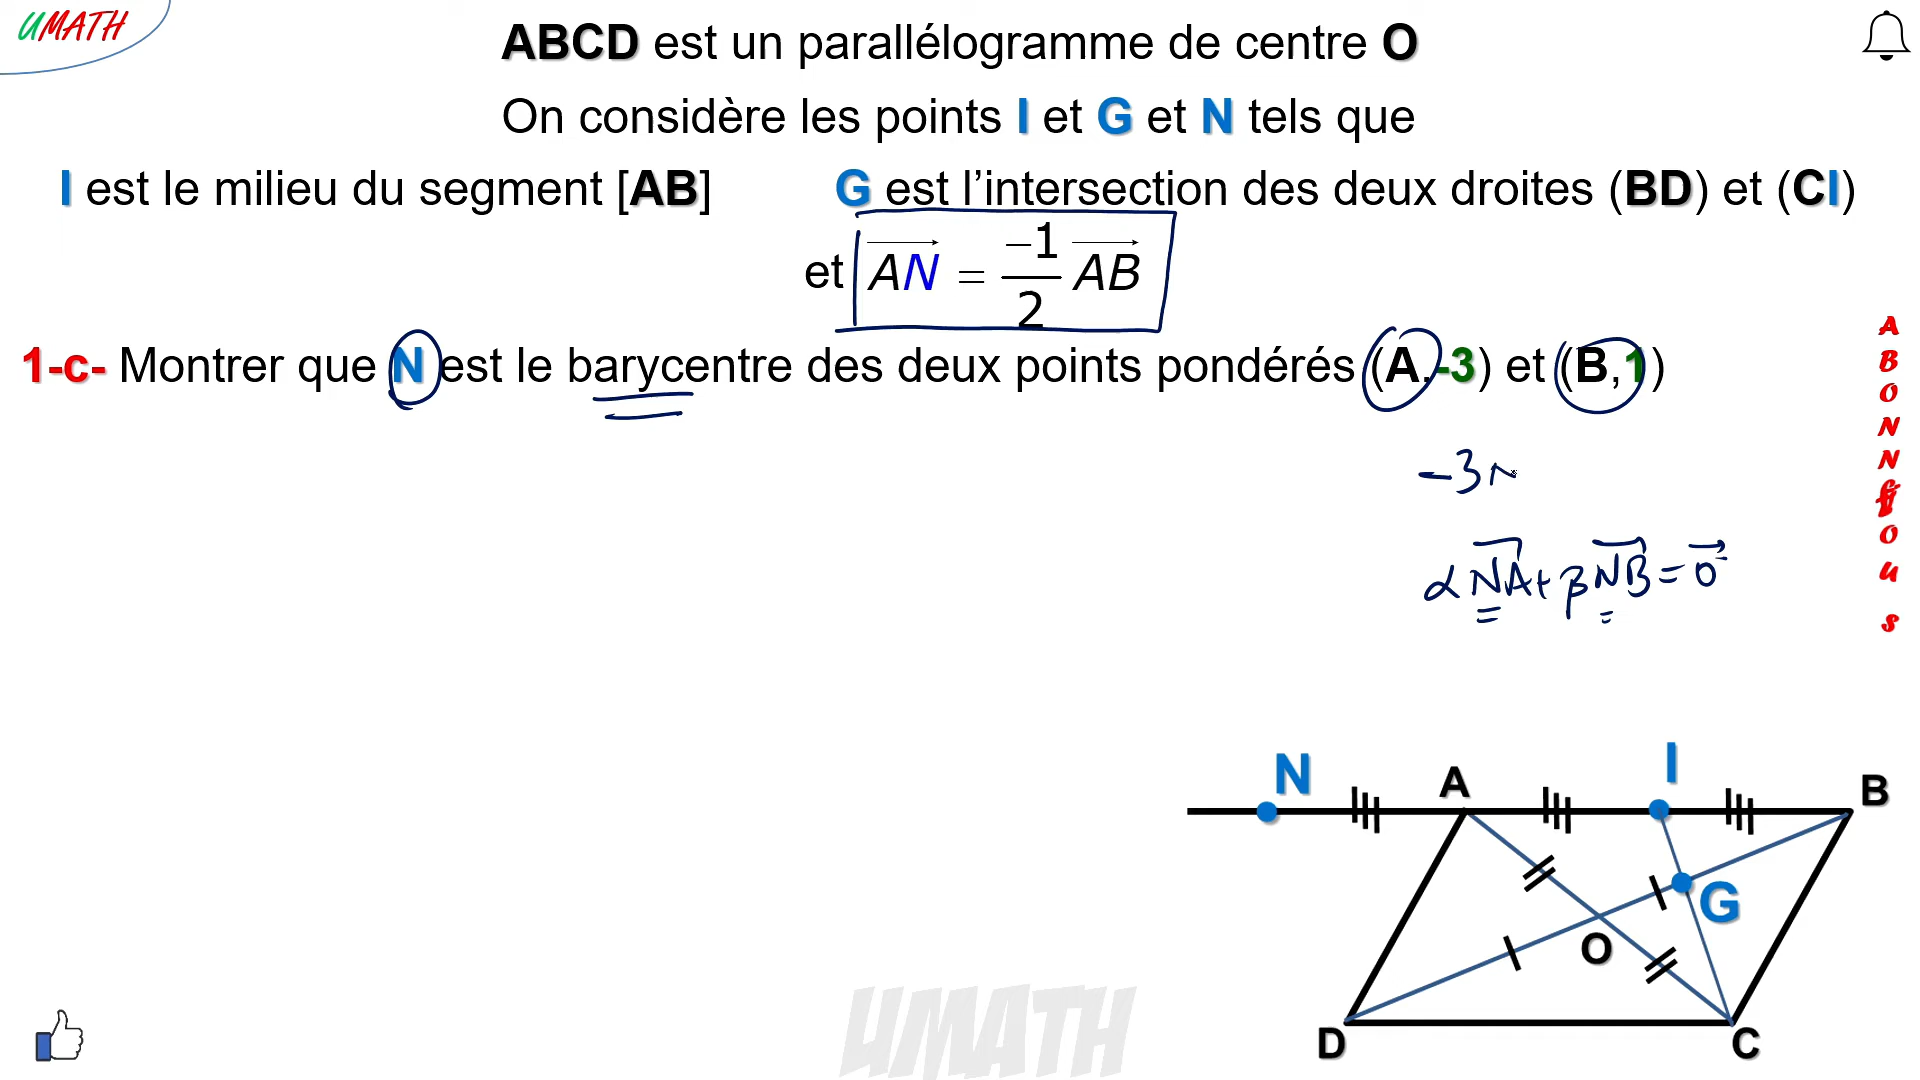 UMATH
ABCD est un parallélogramme de centre O
On considère les points I et G et N tels que
I est le milieu du segment [AB] G est l’intersection des deux droites (BD) et (CI)
et AN = -1/2 AB
1-c- Montrer que N est le barycentre des deux points pondérés (A,-3) et (B,1)
-3N
αNA+βNB=0
N A I B
G
O
D C
UMATH